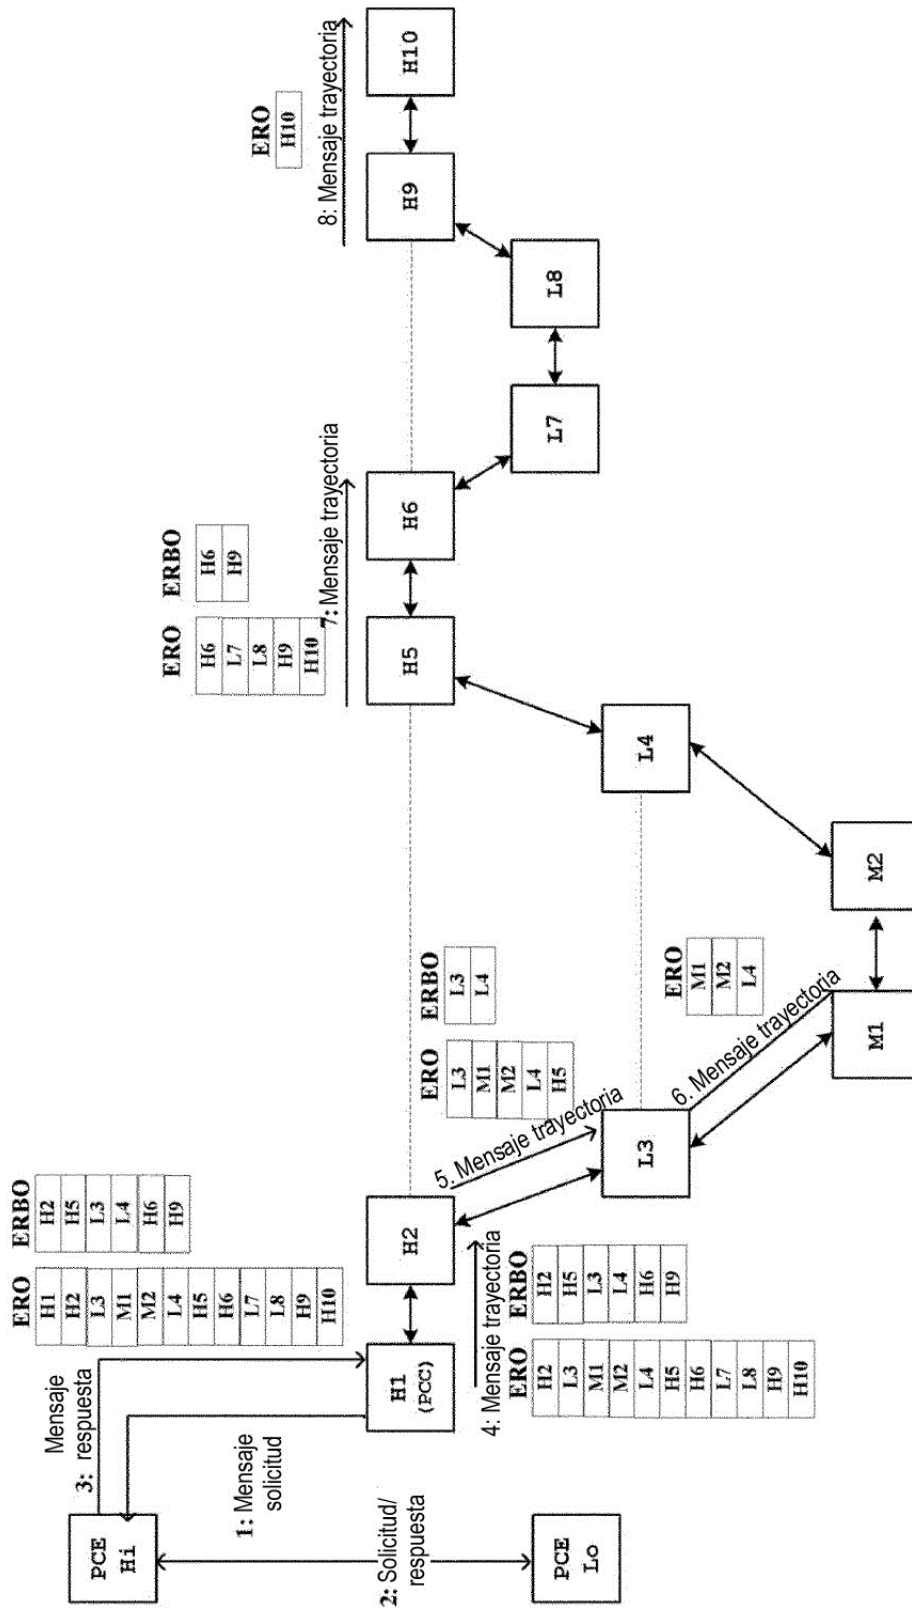 PCE
Hi
3:
Mensaje
respuesta
1: Mensaje
solicitud
2: Solicitud/
respuesta
PCE
Lo
ERO
H1
H2
L3
M1
M2
L4
H5
H6
L7
L8
H9
H10
ERBO
H2
H5
L3
L4
H6
H9
H1
(PCC)
H2
4: Mensaje trayectoria
ERO
H2
L3
M1
M2
L4
H5
H6
L7
L8
H9
H10
ERBO
H2
H5
L3
L4
H6
H9
ERO
L3
M1
M2
L4
H5
ERBO
L3
L4
5. Mensaje trayectoria
L3
6. Mensaje trayectoria
ERO
M1
M2
L4
M1
M2
L4
ERO
H6
L7
L8
H9
H10
ERBO
H6
H9
7: Mensaje trayectoria
H5
H6
L7
L8
ERO
H10
8: Mensaje trayectoria
H9
H10